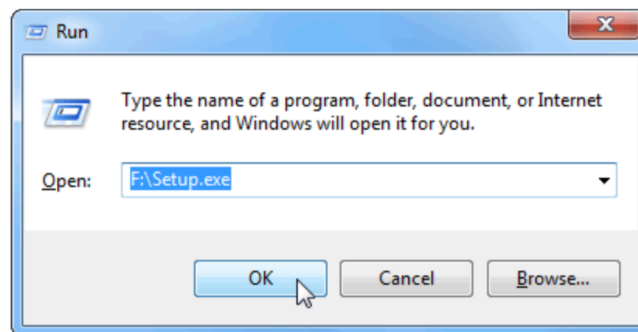 Run
Type the name of a program, folder, document, or Internet
resource, and Windows will open it for you.
Open: F:\Setup.exe
OK Cancel Browse...